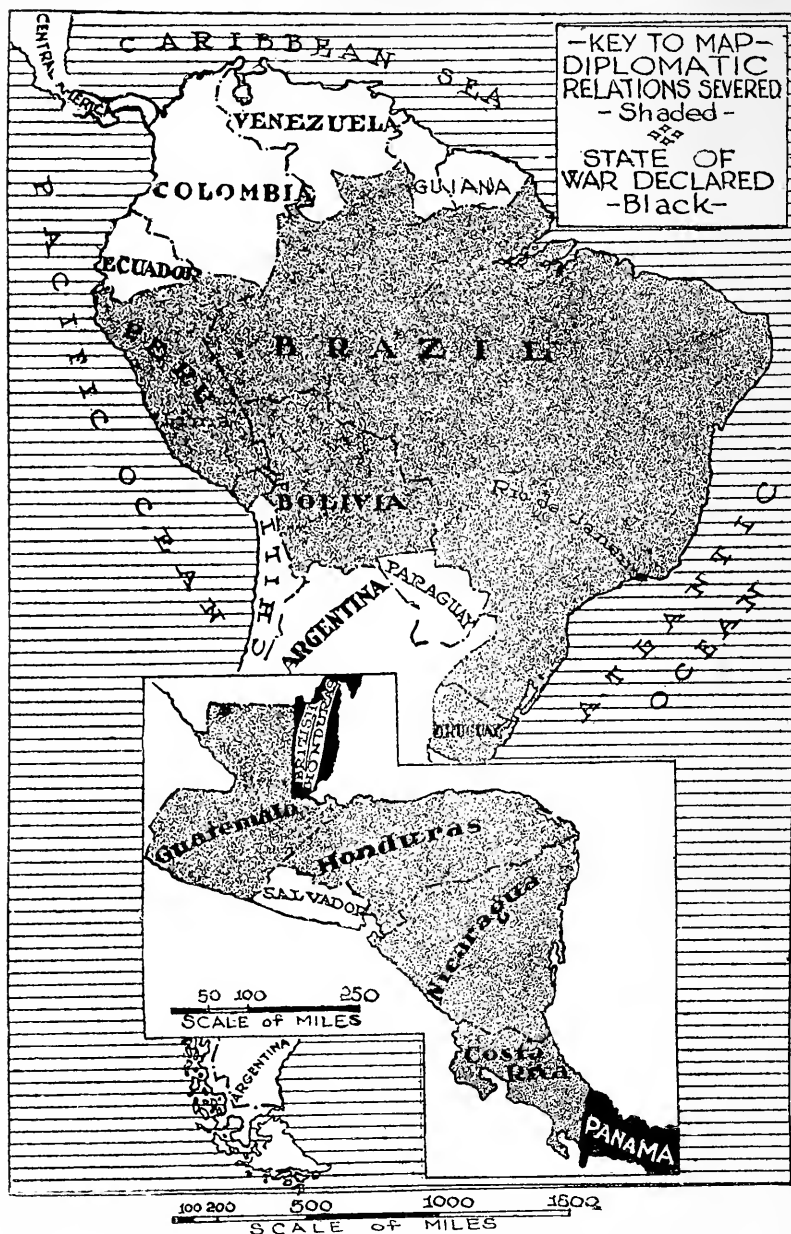 CENTRAL AMERICA
CARIBBEAN SEA
-KEY TO MAP-
DIPLOMATIC
RELATIONS SEVERED
-Shaded-
STATE OF
WAR DECLARED
-Black-
VENEZUELA
COLOMBIA
GUIANA
ECUADOR
PACIFIC OCEAN
PERU
Lima
BRAZIL
BOLIVIA
Rio de Janeiro
CHILE
PARAGUAY
ARGENTINA
ATLANTIC
OCEAN
URUGUAY
BRITISH
HONDURAS
Guatemala
Honduras
SALVADOR
Nicaragua
50 100 250
SCALE of MILES
Costa
Rica
PANAMA
ARGENTINA
100 200 500 1000 1500
SCALE of MILES